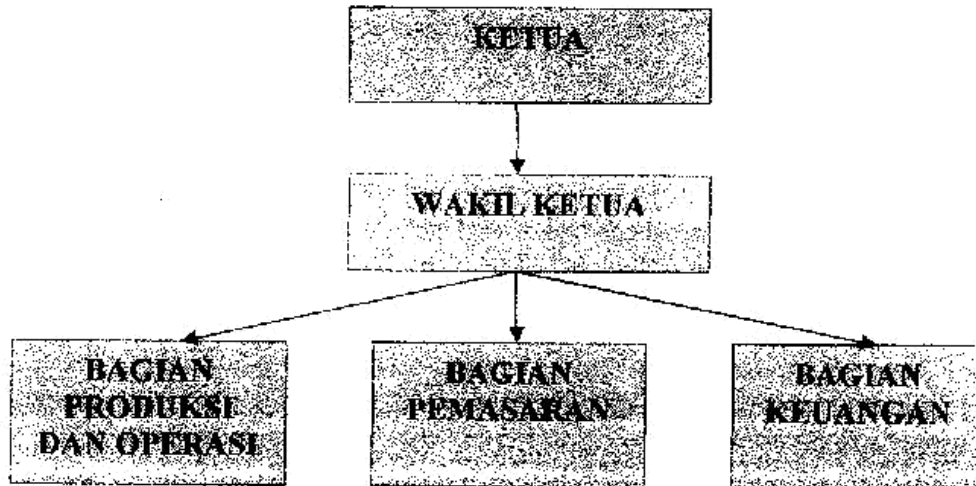 KETUA
WAKIL KETUA
BAGIAN
PRODUKSI
DAN OPERASI
BAGIAN
PEMASARAN
BAGIAN
KEUANGAN